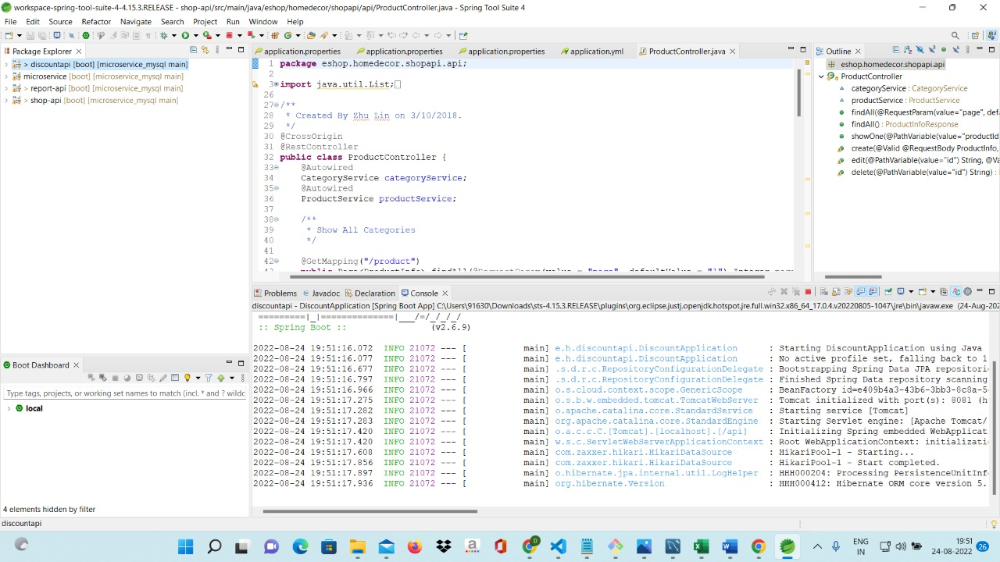 workspace-spring-tool-suite-4-4.15.3.RELEASE - shop-api/src/main/java/eshop/homedecor/shopapi/api/ProductController.java - Spring Tool Suite 4
File Edit Source Refactor Navigate Search Project Run Window Help
Package Explorer
> discountapi [boot] [microservice_mysql main]
microservice [boot] [microservice_mysql main]
> report-api [boot] [microservice_mysql main]
> shop-api [boot] [microservice_mysql main]
application.properties application.properties application.properties application.yml ProductController.java
1 package eshop.homedecor.shopapi.api;
2
3 import java.util.List;
26
27 /**
28 * Created By Zhu Lin on 3/10/2018.
29 */
30 @CrossOrigin
31 @RestController
32 public class ProductController {
33 @Autowired
34 CategoryService categoryService;
35 @Autowired
36 ProductService productService;
37
38 /**
39 * Show All Categories
40 */
41
42 @GetMapping("/product")
Outline
eshop.homedecor.shopapi.api
ProductController
categoryService : CategoryService
productService : ProductService
findAll(@RequestParam(value="page", def
findAll() : ProductInfoResponse
showOne(@PathVariable(value="productId
create(@Valid @RequestBody ProductInfo,
edit(@PathVariable(value="id") String, @Va
delete(@PathVariable(value="id") String) :
Problems Javadoc Declaration Console
discountapi - DiscountApplication [Spring Boot App] C:\Users\91630\Downloads\sts-4.15.3.RELEASE\plugins\org.eclipse.justj.openjdk.hotspot.jre.full.win32.x86_64_17.0.4.v20220805-1047\jre\bin\javaw.exe (24-Aug-202
=========|_|==============|___/=/_/_/_/
:: Spring Boot :: (v2.6.9)
2022-08-24 19:51:16.072 INFO 21072 --- [ main] e.h.discountapi.DiscountApplication : Starting DiscountApplication using Java
2022-08-24 19:51:16.077 INFO 21072 --- [ main] e.h.discountapi.DiscountApplication : No active profile set, falling back to 1
2022-08-24 19:51:16.677 INFO 21072 --- [ main] .s.d.r.c.RepositoryConfigurationDelegate : Bootstrapping Spring Data JPA repositori
2022-08-24 19:51:16.797 INFO 21072 --- [ main] .s.d.r.c.RepositoryConfigurationDelegate : Finished Spring Data repository scanning
2022-08-24 19:51:16.966 INFO 21072 --- [ main] o.s.cloud.context.scope.GenericScope : BeanFactory id=e409b4a3-43b6-3bb3-8c8a-3
2022-08-24 19:51:17.275 INFO 21072 --- [ main] o.s.b.w.embedded.tomcat.TomcatWebServer : Tomcat initialized with port(s): 8081 (h
2022-08-24 19:51:17.282 INFO 21072 --- [ main] o.apache.catalina.core.StandardService : Starting service [Tomcat]
2022-08-24 19:51:17.283 INFO 21072 --- [ main] org.apache.catalina.core.StandardEngine : Starting Servlet engine: [Apache Tomcat/
2022-08-24 19:51:17.420 INFO 21072 --- [ main] o.a.c.c.C.[Tomcat].[localhost].[/api] : Initializing Spring embedded WebApplicat
2022-08-24 19:51:17.420 INFO 21072 --- [ main] w.s.c.ServletWebServerApplicationContext : Root WebApplicationContext: initializati
2022-08-24 19:51:17.608 INFO 21072 --- [ main] com.zaxxer.hikari.HikariDataSource : HikariPool-1 - Starting...
2022-08-24 19:51:17.856 INFO 21072 --- [ main] com.zaxxer.hikari.HikariDataSource : HikariPool-1 - Start completed.
2022-08-24 19:51:17.897 INFO 21072 --- [ main] o.hibernate.jpa.internal.util.LogHelper : HHH000204: Processing PersistenceUnitInf
2022-08-24 19:51:17.936 INFO 21072 --- [ main] org.hibernate.Version : HHH000412: Hibernate ORM core version 5.
Boot Dashboard
Type tags, projects, or working set names to match (incl. * and ? wildc
local
4 elements hidden by filter
discountapi
ENG
IN
19:51
24-08-2022
26